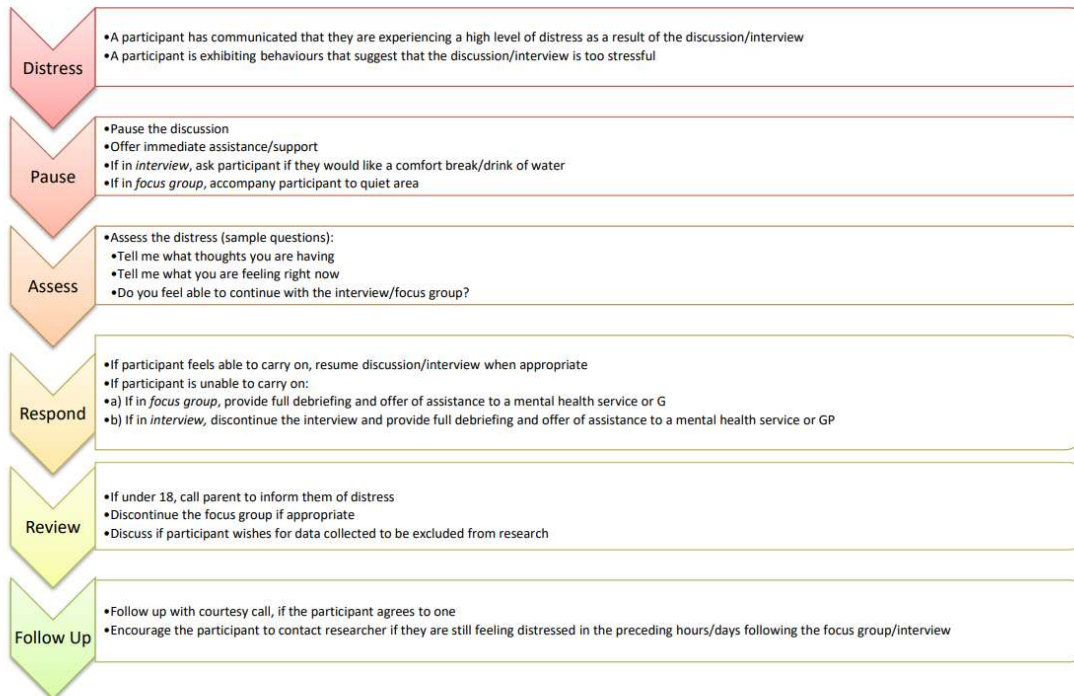 Distress
•A participant has communicated that they are experiencing a high level of distress as a result of the discussion/interview
•A participant is exhibiting behaviours that suggest that the discussion/interview is too stressful
Pause
•Pause the discussion
•Offer immediate assistance/support
•If in interview, ask participant if they would like a comfort break/drink of water
•If in focus group, accompany participant to quiet area
Assess
•Assess the distress (sample questions):
•Tell me what thoughts you are having
•Tell me what you are feeling right now
•Do you feel able to continue with the interview/focus group?
Respond
•If participant feels able to carry on, resume discussion/interview when appropriate
•If participant is unable to carry on:
•a) If in focus group, provide full debriefing and offer of assistance to a mental health service or G
•b) If in interview, discontinue the interview and provide full debriefing and offer of assistance to a mental health service or GP
Review
•If under 18, call parent to inform them of distress
•Discontinue the focus group if appropriate
•Discuss if participant wishes for data collected to be excluded from research
Follow Up
•Follow up with courtesy call, if the participant agrees to one
•Encourage the participant to contact researcher if they are still feeling distressed in the preceding hours/days following the focus group/interview